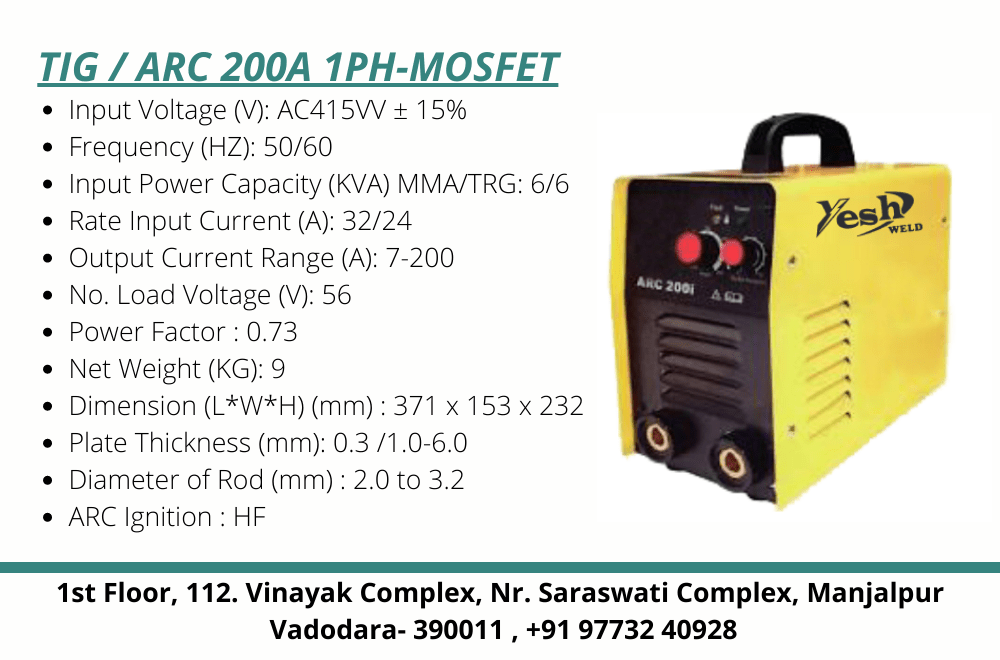 TIG / ARC 200A 1PH-MOSFET
Input Voltage (V): AC415VV ± 15%
Frequency (HZ): 50/60
Input Power Capacity (KVA) MMA/TRG: 6/6
Rate Input Current (A): 32/24
Output Current Range (A): 7-200
No. Load Voltage (V): 56
Power Factor : 0.73
Net Weight (KG): 9
Dimension (L*W*H) (mm) : 371 x 153 x 232
Plate Thickness (mm): 0.3 /1.0-6.0
Diameter of Rod (mm) : 2.0 to 3.2
ARC Ignition : HF
Yesh
WELD
ARC 200i
1st Floor, 112. Vinayak Complex, Nr. Saraswati Complex, Manjalpur
Vadodara- 390011 , +91 97732 40928